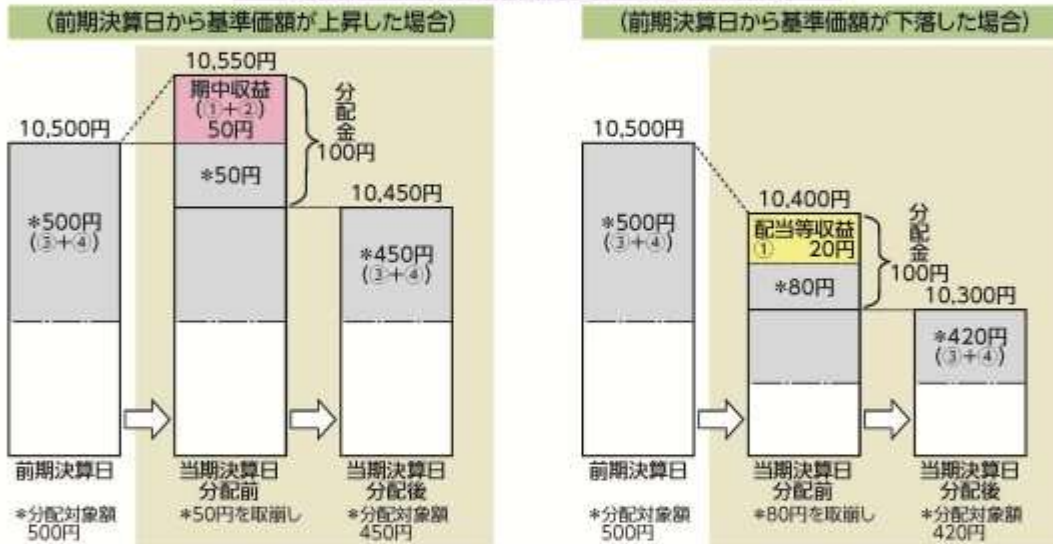 (前期決算日から基準価額が上昇した場合)
10,550円
期中収益
(①+②)
50円
分配金
100円
10,500円
*50円
10,450円
*500円
(③+④)
*450円
(③+④)
前期決算日
当期決算日
分配前
当期決算日
分配後
*分配対象額
500円
*50円を取崩し
*分配対象額
450円
(前期決算日から基準価額が下落した場合)
10,500円
10,400円
配当等収益
① 20円
分配金
100円
*500円
(③+④)
*80円
10,300円
*420円
(③+④)
前期決算日
当期決算日
分配前
当期決算日
分配後
*分配対象額
500円
*80円を取崩し
*分配対象額
420円